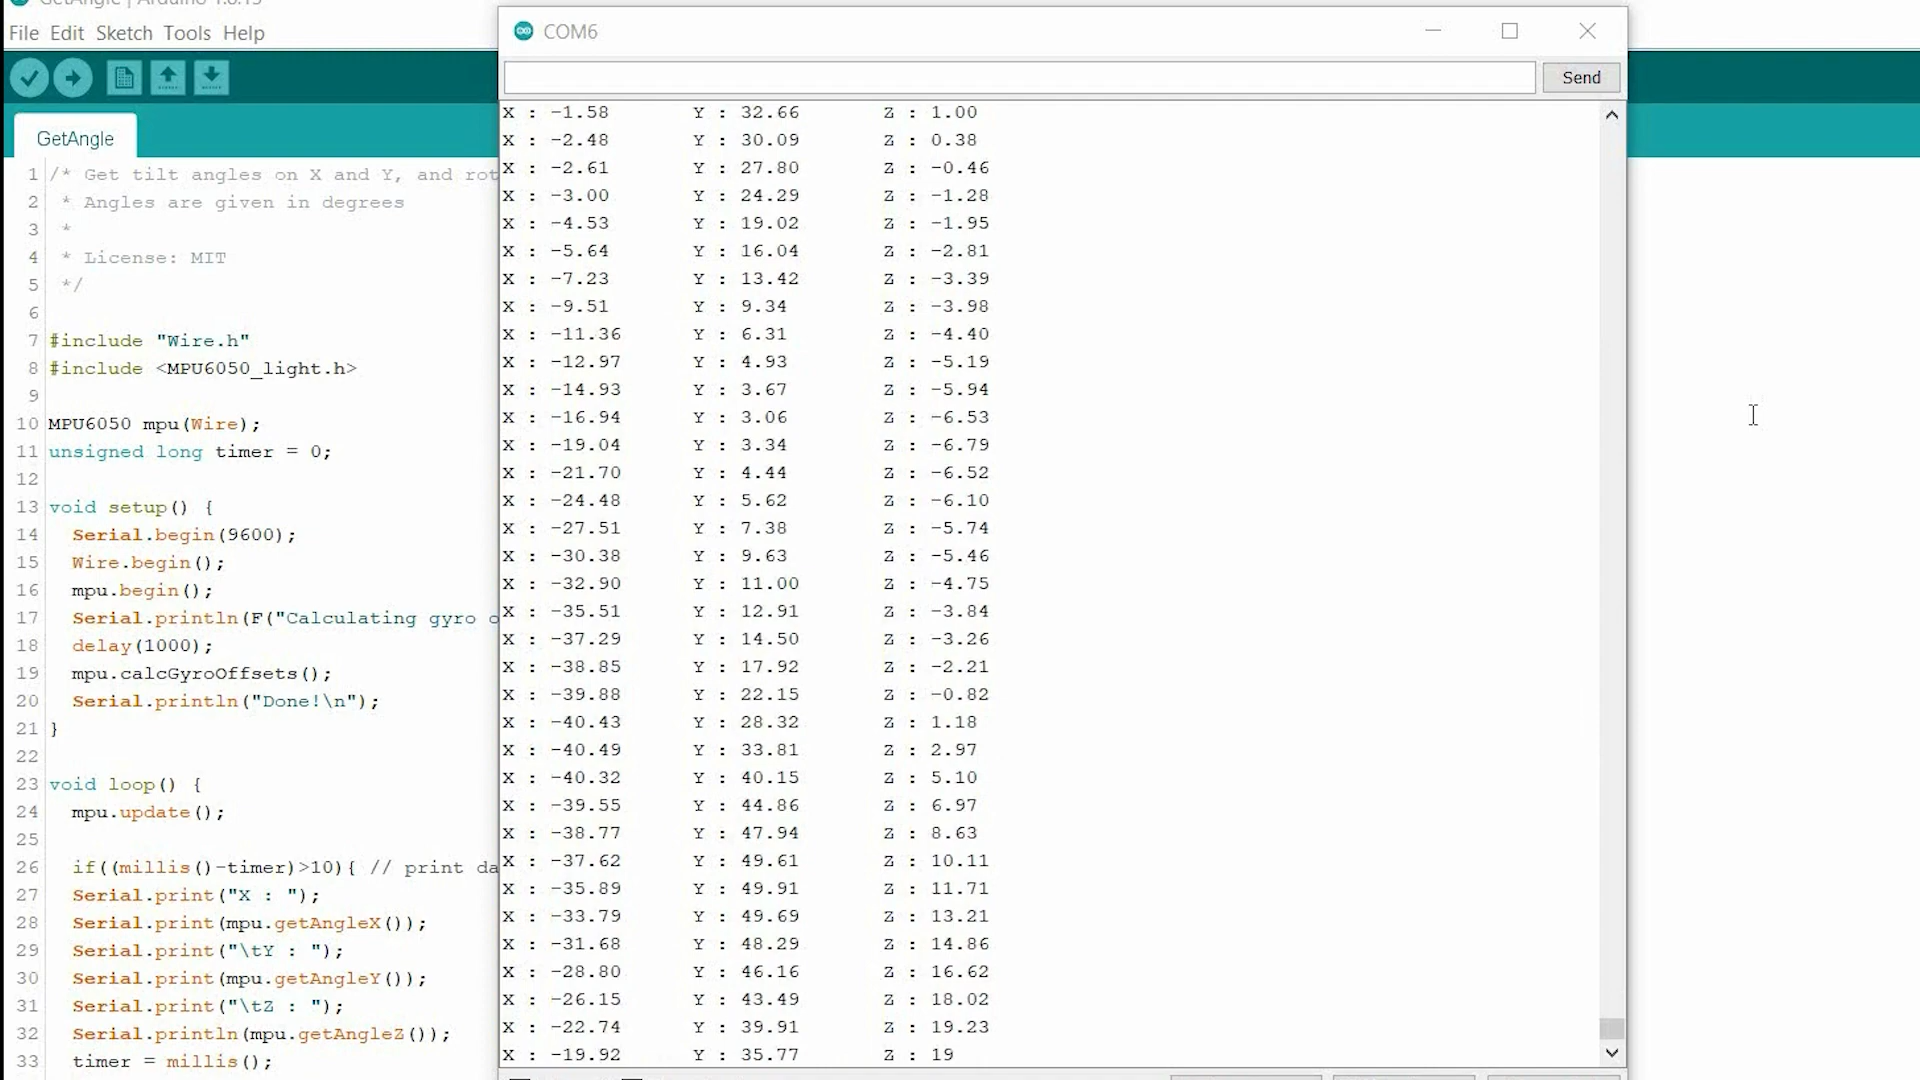 GetAngle | Arduino 1.8.13
File Edit Sketch Tools Help
GetAngle
1 /* Get tilt angles on X and Y, and rot
2 * Angles are given in degrees
3 *
4 * License: MIT
5 */
6
7 #include "Wire.h"
8 #include <MPU6050_light.h>
9
10 MPU6050 mpu(Wire);
11 unsigned long timer = 0;
12
13 void setup() {
14 Serial.begin(9600);
15 Wire.begin();
16 mpu.begin();
17 Serial.println(F("Calculating gyro o
18 delay(1000);
19 mpu.calcGyroOffsets();
20 Serial.println("Done!\n");
21 }
22
23 void loop() {
24 mpu.update();
25
26 if((millis()-timer)>10){ // print da
27 Serial.print("X : ");
28 Serial.print(mpu.getAngleX());
29 Serial.print("\tY : ");
30 Serial.print(mpu.getAngleY());
31 Serial.print("\tZ : ");
32 Serial.println(mpu.getAngleZ());
33 timer = millis();
COM6
Send
X : -1.58 Y : 32.66 Z : 1.00
X : -2.48 Y : 30.09 Z : 0.38
X : -2.61 Y : 27.80 Z : -0.46
X : -3.00 Y : 24.29 Z : -1.28
X : -4.53 Y : 19.02 Z : -1.95
X : -5.64 Y : 16.04 Z : -2.81
X : -7.23 Y : 13.42 Z : -3.39
X : -9.51 Y : 9.34 Z : -3.98
X : -11.36 Y : 6.31 Z : -4.40
X : -12.97 Y : 4.93 Z : -5.19
X : -14.93 Y : 3.67 Z : -5.94
X : -16.94 Y : 3.06 Z : -6.53
X : -19.04 Y : 3.34 Z : -6.79
X : -21.70 Y : 4.44 Z : -6.52
X : -24.48 Y : 5.62 Z : -6.10
X : -27.51 Y : 7.38 Z : -5.74
X : -30.38 Y : 9.63 Z : -5.46
X : -32.90 Y : 11.00 Z : -4.75
X : -35.51 Y : 12.91 Z : -3.84
X : -37.29 Y : 14.50 Z : -3.26
X : -38.85 Y : 17.92 Z : -2.21
X : -39.88 Y : 22.15 Z : -0.82
X : -40.43 Y : 28.32 Z : 1.18
X : -40.49 Y : 33.81 Z : 2.97
X : -40.32 Y : 40.15 Z : 5.10
X : -39.55 Y : 44.86 Z : 6.97
X : -38.77 Y : 47.94 Z : 8.63
X : -37.62 Y : 49.61 Z : 10.11
X : -35.89 Y : 49.91 Z : 11.71
X : -33.79 Y : 49.69 Z : 13.21
X : -31.68 Y : 48.29 Z : 14.86
X : -28.80 Y : 46.16 Z : 16.62
X : -26.15 Y : 43.49 Z : 18.02
X : -22.74 Y : 39.91 Z : 19.23
X : -19.92 Y : 35.77 Z : 19